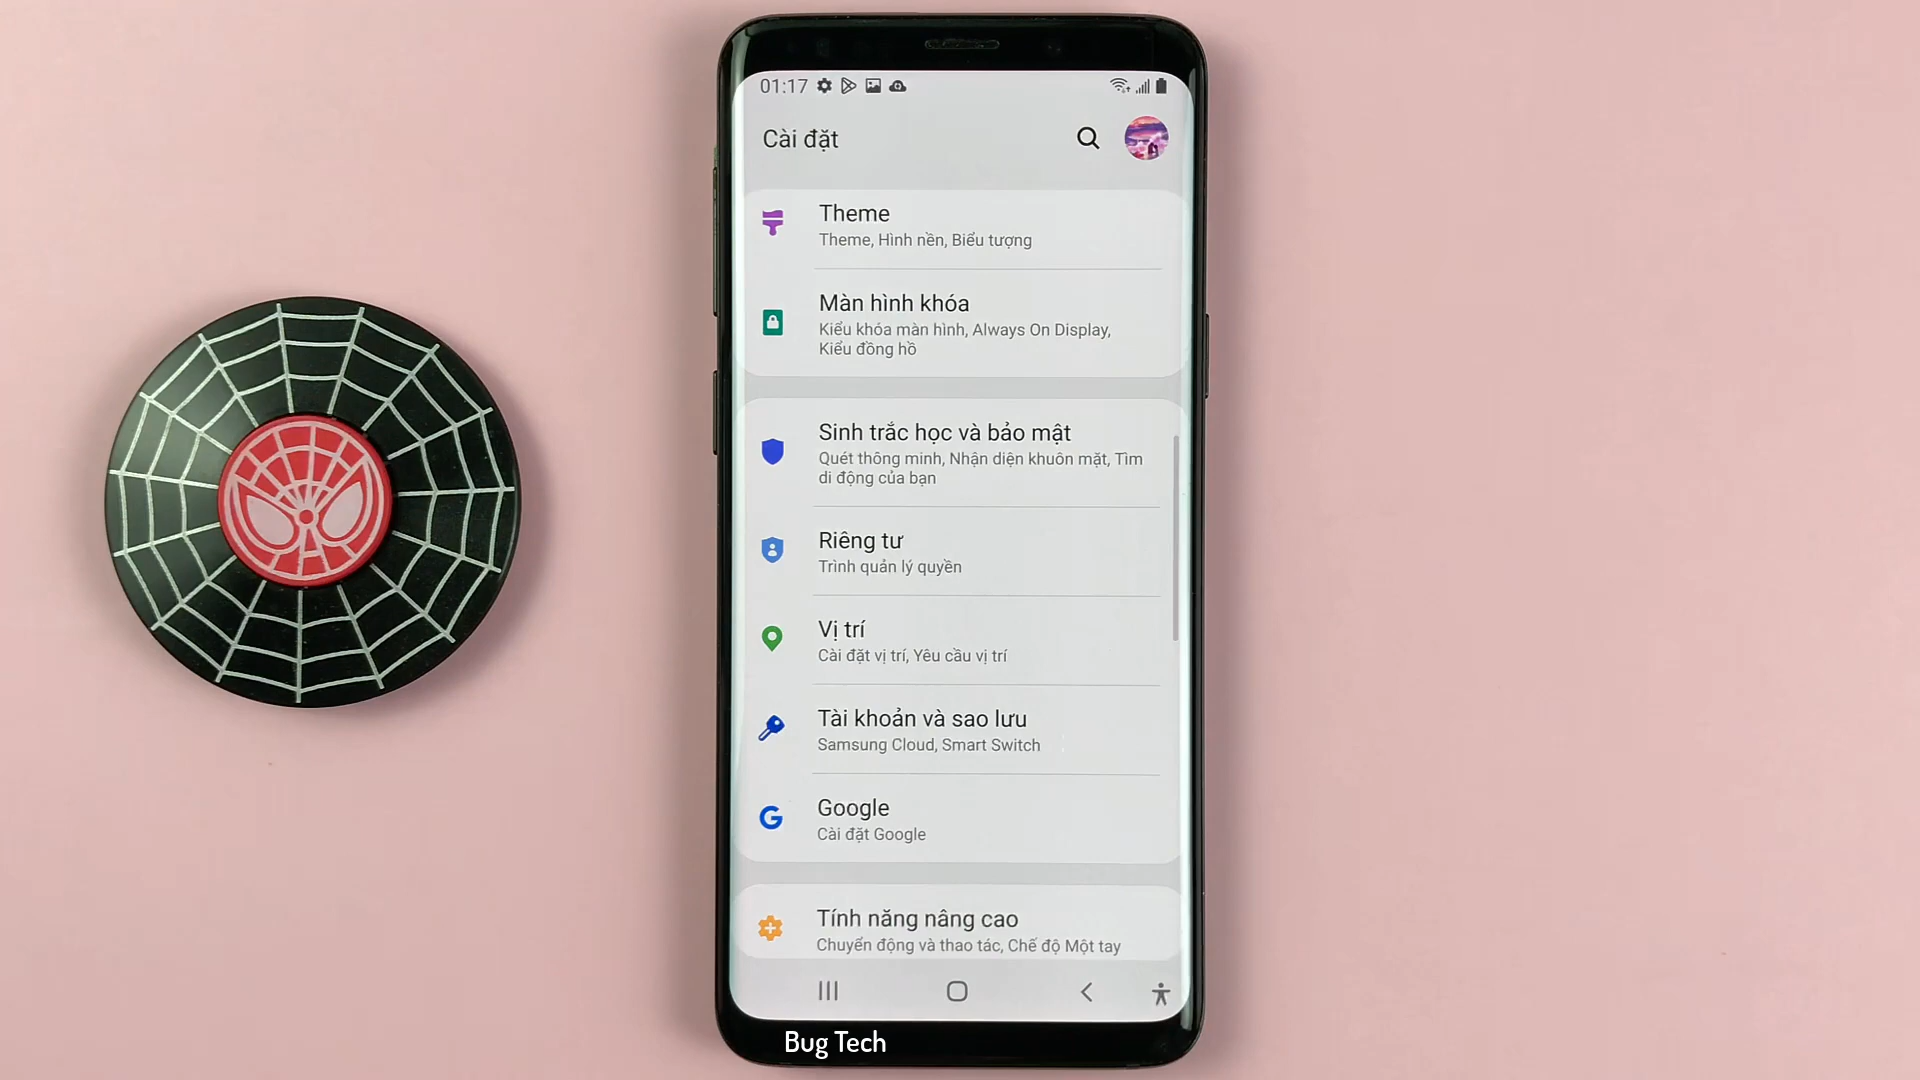 01:17
Cài đặt
Theme
Theme, Hình nền, Biểu tượng
Màn hình khóa
Kiểu khóa màn hình, Always On Display,
Kiểu đồng hồ
Sinh trắc học và bảo mật
Quét thông minh, Nhận diện khuôn mặt, Tìm
di động của bạn
Riêng tư
Trình quản lý quyền
Vị trí
Cài đặt vị trí, Yêu cầu vị trí
Tài khoản và sao lưu
Samsung Cloud, Smart Switch
Google
Cài đặt Google
Tính năng nâng cao
Chuyển động và thao tác, Chế độ Một tay
Bug Tech